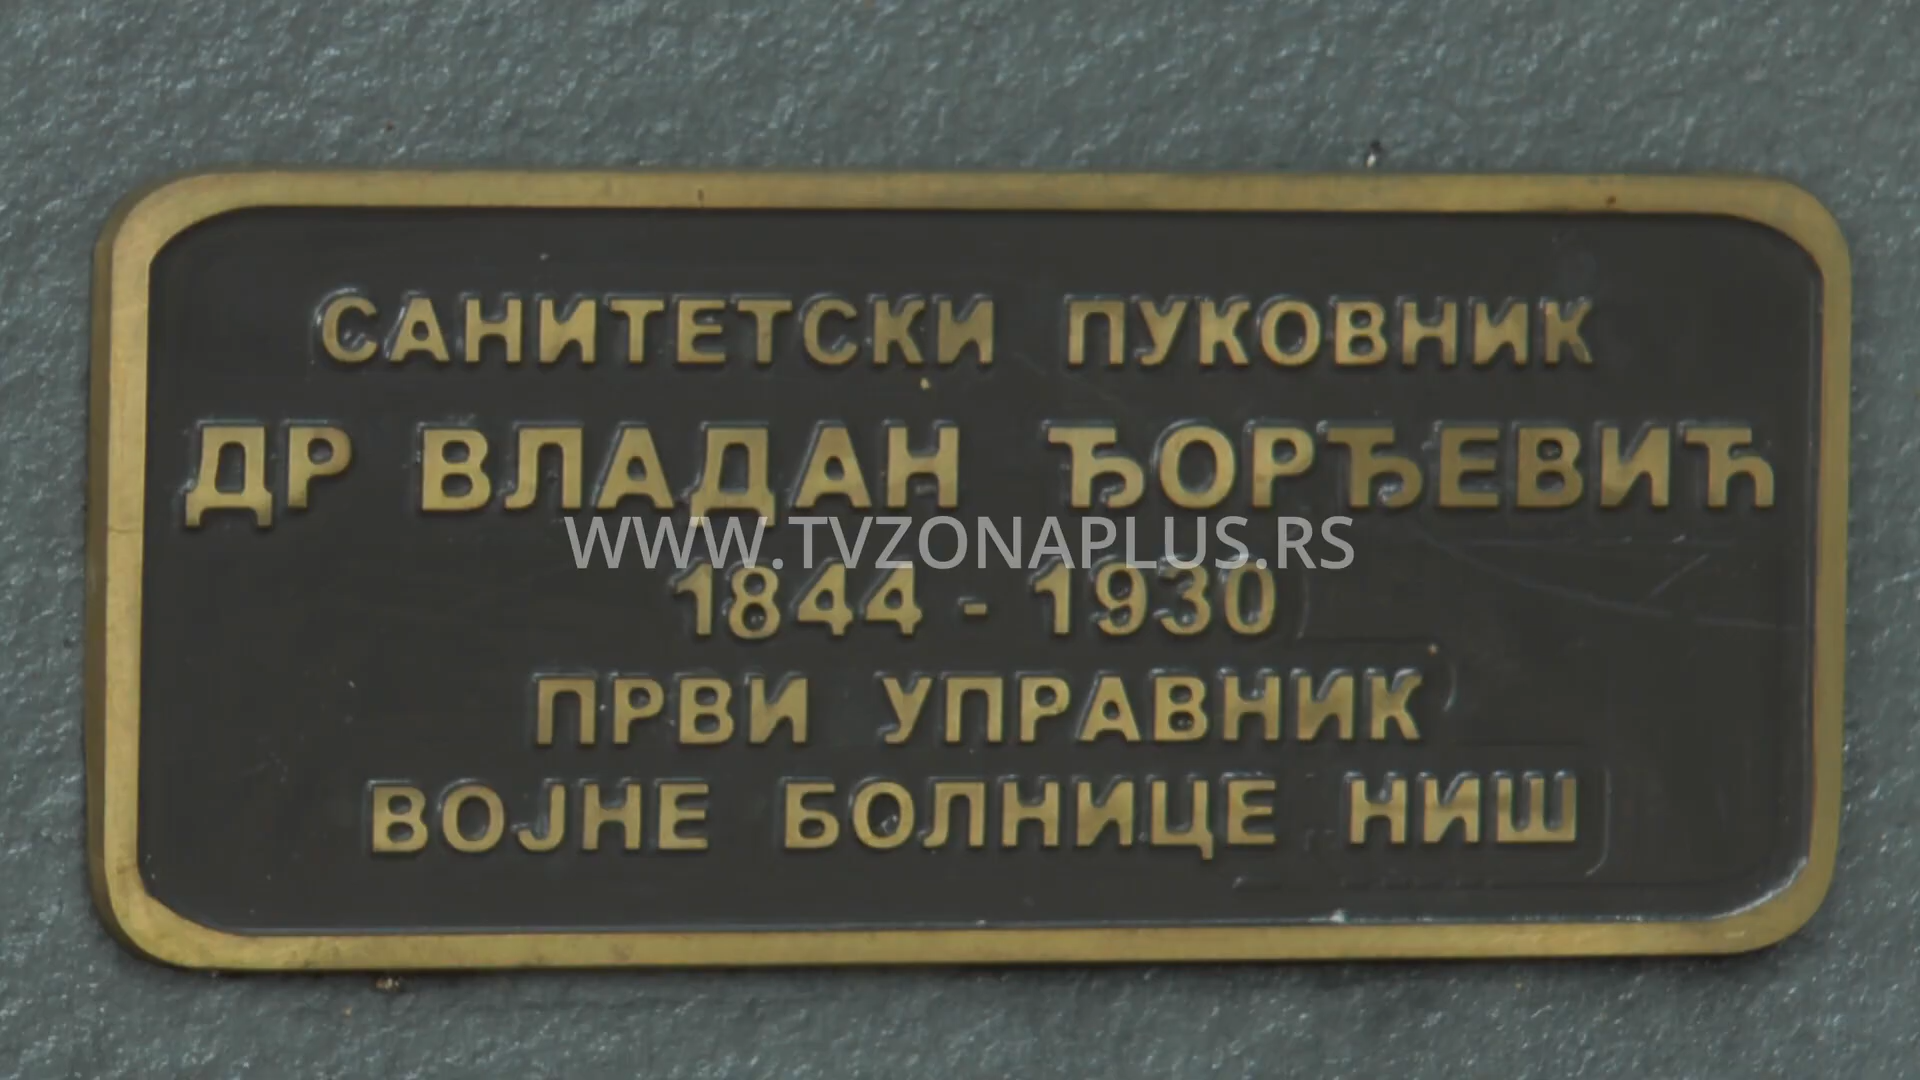 САНИТЕТСКИ ПУКОВНИК
ДР ВЛАДАН ЂОРЂЕВИЋ
WWW.TVZONAPLUS.RS
1844 - 1930
ПРВИ УПРАВНИК
ВОЈНЕ БОЛНИЦЕ НИШ